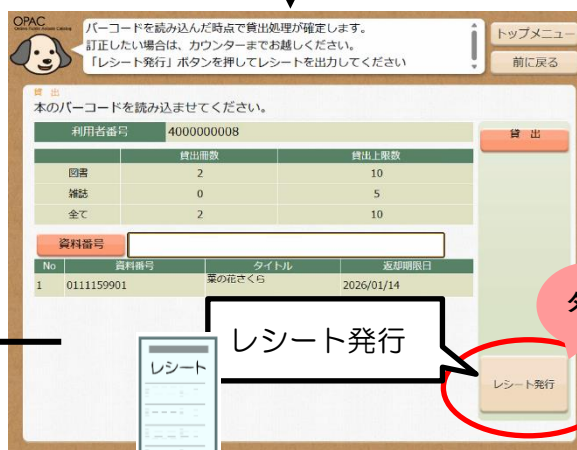 OPAC
バーコードを読み込んだ時点で貸出処理が確定します。
訂正したい場合は、カウンターまでお越しください。
「レシート発行」ボタンを押してレシートを出力してください
トップメニュー
前に戻る
貸 出
本のバーコードを読み込ませてください。
利用者番号 4000000008
貸出
貸出冊数 貸出上限数
図書 2 10
雑誌 0 5
全て 2 10
資料番号
No 資料番号 タイトル 返却期限日
1 0111159901 菜の花さくら 2026/01/14
レシート発行
レシート
レシート発行